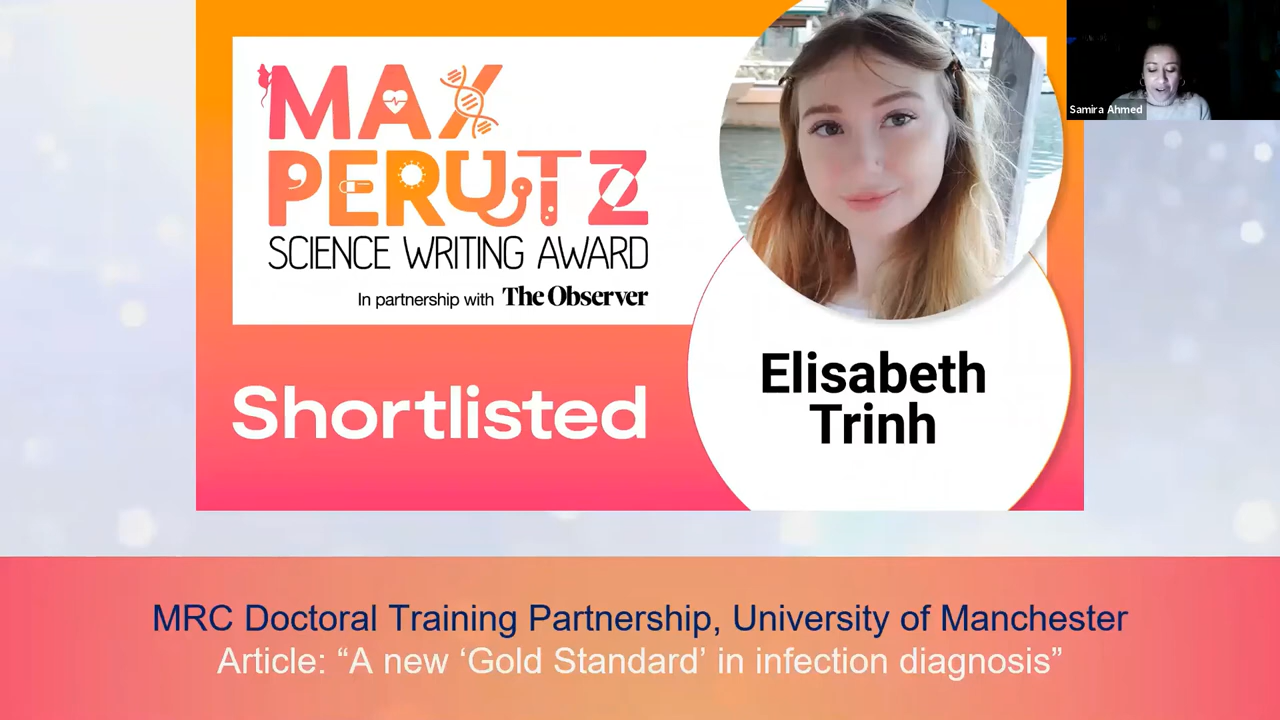 MAX
PERUTZ
SCIENCE WRITING AWARD
In partnership with The Observer
Shortlisted
Elisabeth
Trinh
Samira Ahmed
MRC Doctoral Training Partnership, University of Manchester
Article: “A new ‘Gold Standard’ in infection diagnosis”